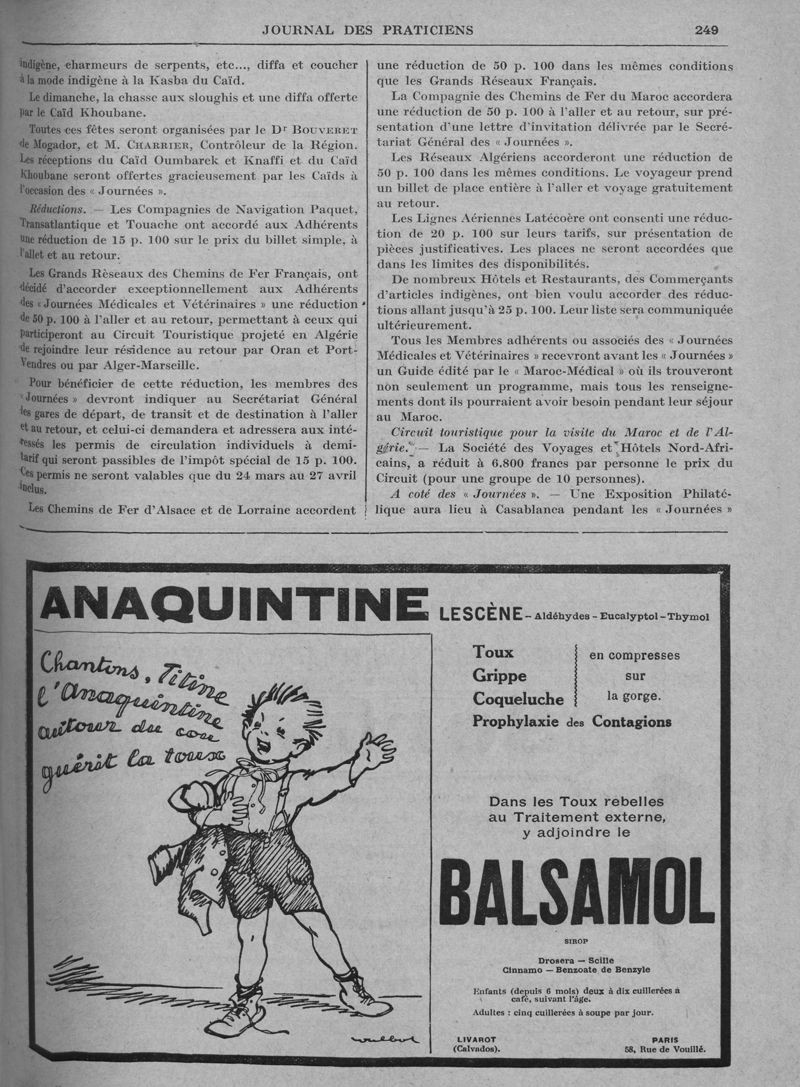 JOURNAL DES PRATICIENS 249
indigène, charmeurs de serpents, etc..., diffa et coucher
à la mode indigène à la Kasba du Caïd.
Le dimanche, la chasse aux sloughis et une diffa offerte
par le Caïd Khoubane.
Toutes ces fêtes seront organisées par le Dr BOUVERET
de Mogador, et M. CHARRIER, Contrôleur de la Région.
Les réceptions du Caïd Oumbarek et Knaffi et du Caïd
Khoubane seront offertes gracieusement par les Caïds à
l'occasion des « Journées ».
Réductions. — Les Compagnies de Navigation Paquet,
Transatlantique et Touache ont accordé aux Adhérents
une réduction de 15 p. 100 sur le prix du billet simple, à
l'allet et au retour.
Les Grands Rèseaux des Chemins de Fer Français, ont
décidé d'accorder exceptionnellement aux Adhérents
des « Journées Médicales et Vétérinaires » une réduction
de 50 p. 100 à l'aller et au retour, permettant à ceux qui
participeront au Circuit Touristique projeté en Algérie
de rejoindre leur résidence au retour par Oran et Port-
Vendres ou par Alger-Marseille.
Pour bénéficier de cette réduction, les membres des
« Journées » devront indiquer au Secrétariat Général
les gares de départ, de transit et de destination à l'aller
et au retour, et celui-ci demandera et adressera aux inté-
ressés les permis de circulation individuels à demi-
tarif qui seront passibles de l'impôt spécial de 15 p. 100.
Ces permis ne seront valables que du 24 mars au 27 avril
inclus.
Les Chemins de Fer d'Alsace et de Lorraine accordent
une réduction de 50 p. 100 dans les mêmes conditions
que les Grands Réseaux Français.
La Compagnie des Chemins de Fer du Maroc accordera
une réduction de 50 p. 100 à l'aller et au retour, sur pré-
sentation d'une lettre d'invitation délivrée par le Secré-
tariat Général des « Journées ».
Les Réseaux Algériens accorderont une réduction de
50 p. 100 dans les mêmes conditions. Le voyageur prend
un billet de place entière à l'aller et voyage gratuitement
au retour.
Les Lignes Aériennes Latécoère ont consenti une réduc-
tion de 20 p. 100 sur leurs tarifs, sur présentation de
pièces justificatives. Les places ne seront accordées que
dans les limites des disponibilités.
De nombreux Hôtels et Restaurants, des Commerçants
d'articles indigènes, ont bien voulu accorder des réduc-
tions allant jusqu'à 25 p. 100. Leur liste sera communiquée
ultérieurement.
Tous les Membres adhérents ou associés des « Journées
Médicales et Vétérinaires » recevront avant les « Journées »
un Guide édité par le « Maroc-Médical » où ils trouveront
non seulement un programme, mais tous les renseigne-
ments dont ils pourraient avoir besoin pendant leur séjour
au Maroc.
Circuit touristique pour la visite du Maroc et de l'Al-
gérie. — La Société des Voyages et Hôtels Nord-Afri-
cains, a réduit à 6.800 francs par personne le prix du
Circuit (pour une groupe de 10 personnes).
A coté des « Journées ». — Une Exposition Philaté-
lique aura lieu à Casablanca pendant les « Journées »
ANAQUINTINE LESCÈNE - Aldéhydes - Eucalyptol - Thymol
Chantons, Titine
l'Anaquintine
autour du cou
guérit la toux
Toux
Grippe
Coqueluche
en compresses
sur
la gorge.
Prophylaxie des Contagions
Dans les Toux rebelles
au Traitement externe,
y adjoindre le
BALSAMOL
SIROP
Drosera — Scille
Cinnamo — Benzoate de Benzyle
Enfants (depuis 6 mois) deux à dix cuillerées à
café, suivant l'âge.
Adultes : cinq cuillerées à soupe par jour.
LIVAROT
(Calvados).
PARIS
58, Rue de Vouillé.